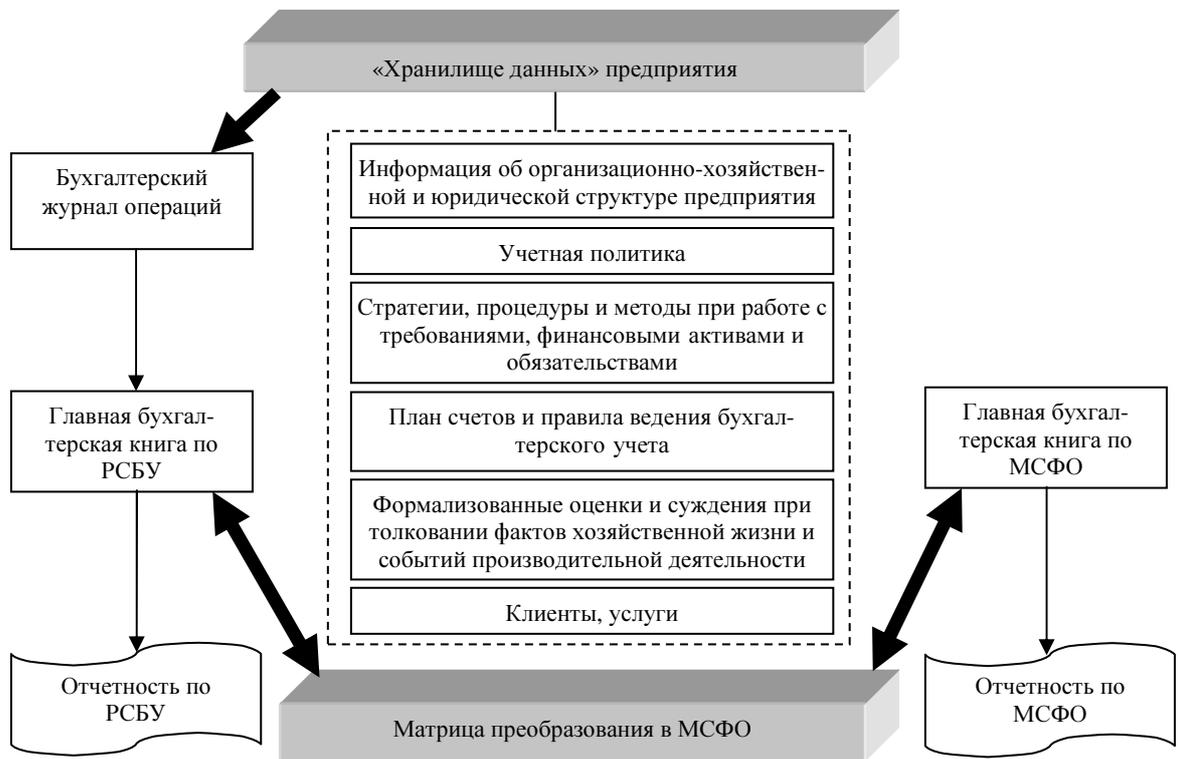 «Хранилище данных» предприятия
Бухгалтерский
журнал операций
Информация об организационно-хозяйствен-
ной и юридической структуре предприятия
Учетная политика
Стратегии, процедуры и методы при работе с
требованиями, финансовыми активами и
обязательствами
Главная бухгал-
терская книга по
РСБУ
План счетов и правила ведения бухгал-
терского учета
Главная бухгал-
терская книга по
МСФО
Формализованные оценки и суждения при
толковании фактов хозяйственной жизни и
событий производительной деятельности
Клиенты, услуги
Отчетность по
РСБУ
Матрица преобразования в МСФО
Отчетность по
МСФО